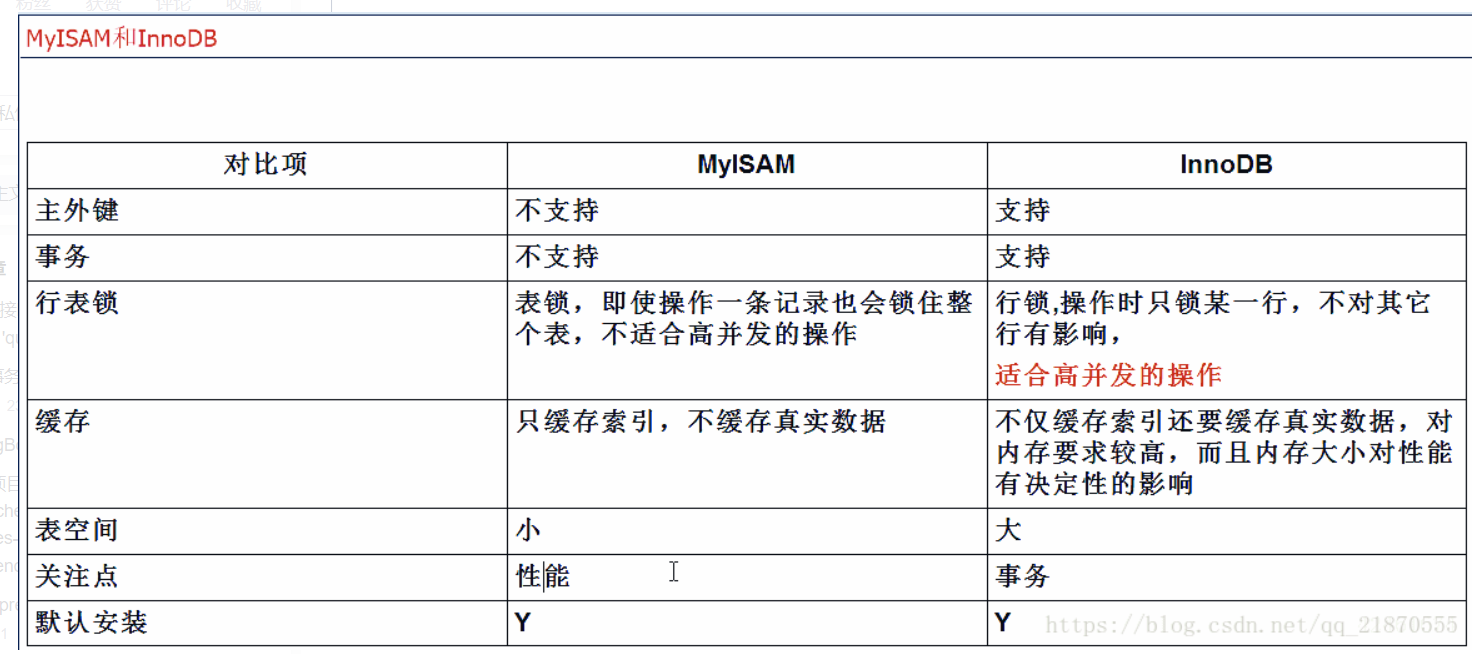 粉丝 获赞 评论 收藏
MyISAM和InnoDB
对比项 MyISAM InnoDB
主外键 不支持 支持
事务 不支持 支持
行表锁 表锁，即使操作一条记录也会锁住整 行锁,操作时只锁某一行，不对其它
个表，不适合高并发的操作 行有影响，
适合高并发的操作
缓存 只缓存索引，不缓存真实数据 不仅缓存索引还要缓存真实数据，对
内存要求较高，而且内存大小对性能
有决定性的影响
表空间 小 大
关注点 性能 事务
默认安装 Y Y
https://blog.csdn.net/qq_21870555